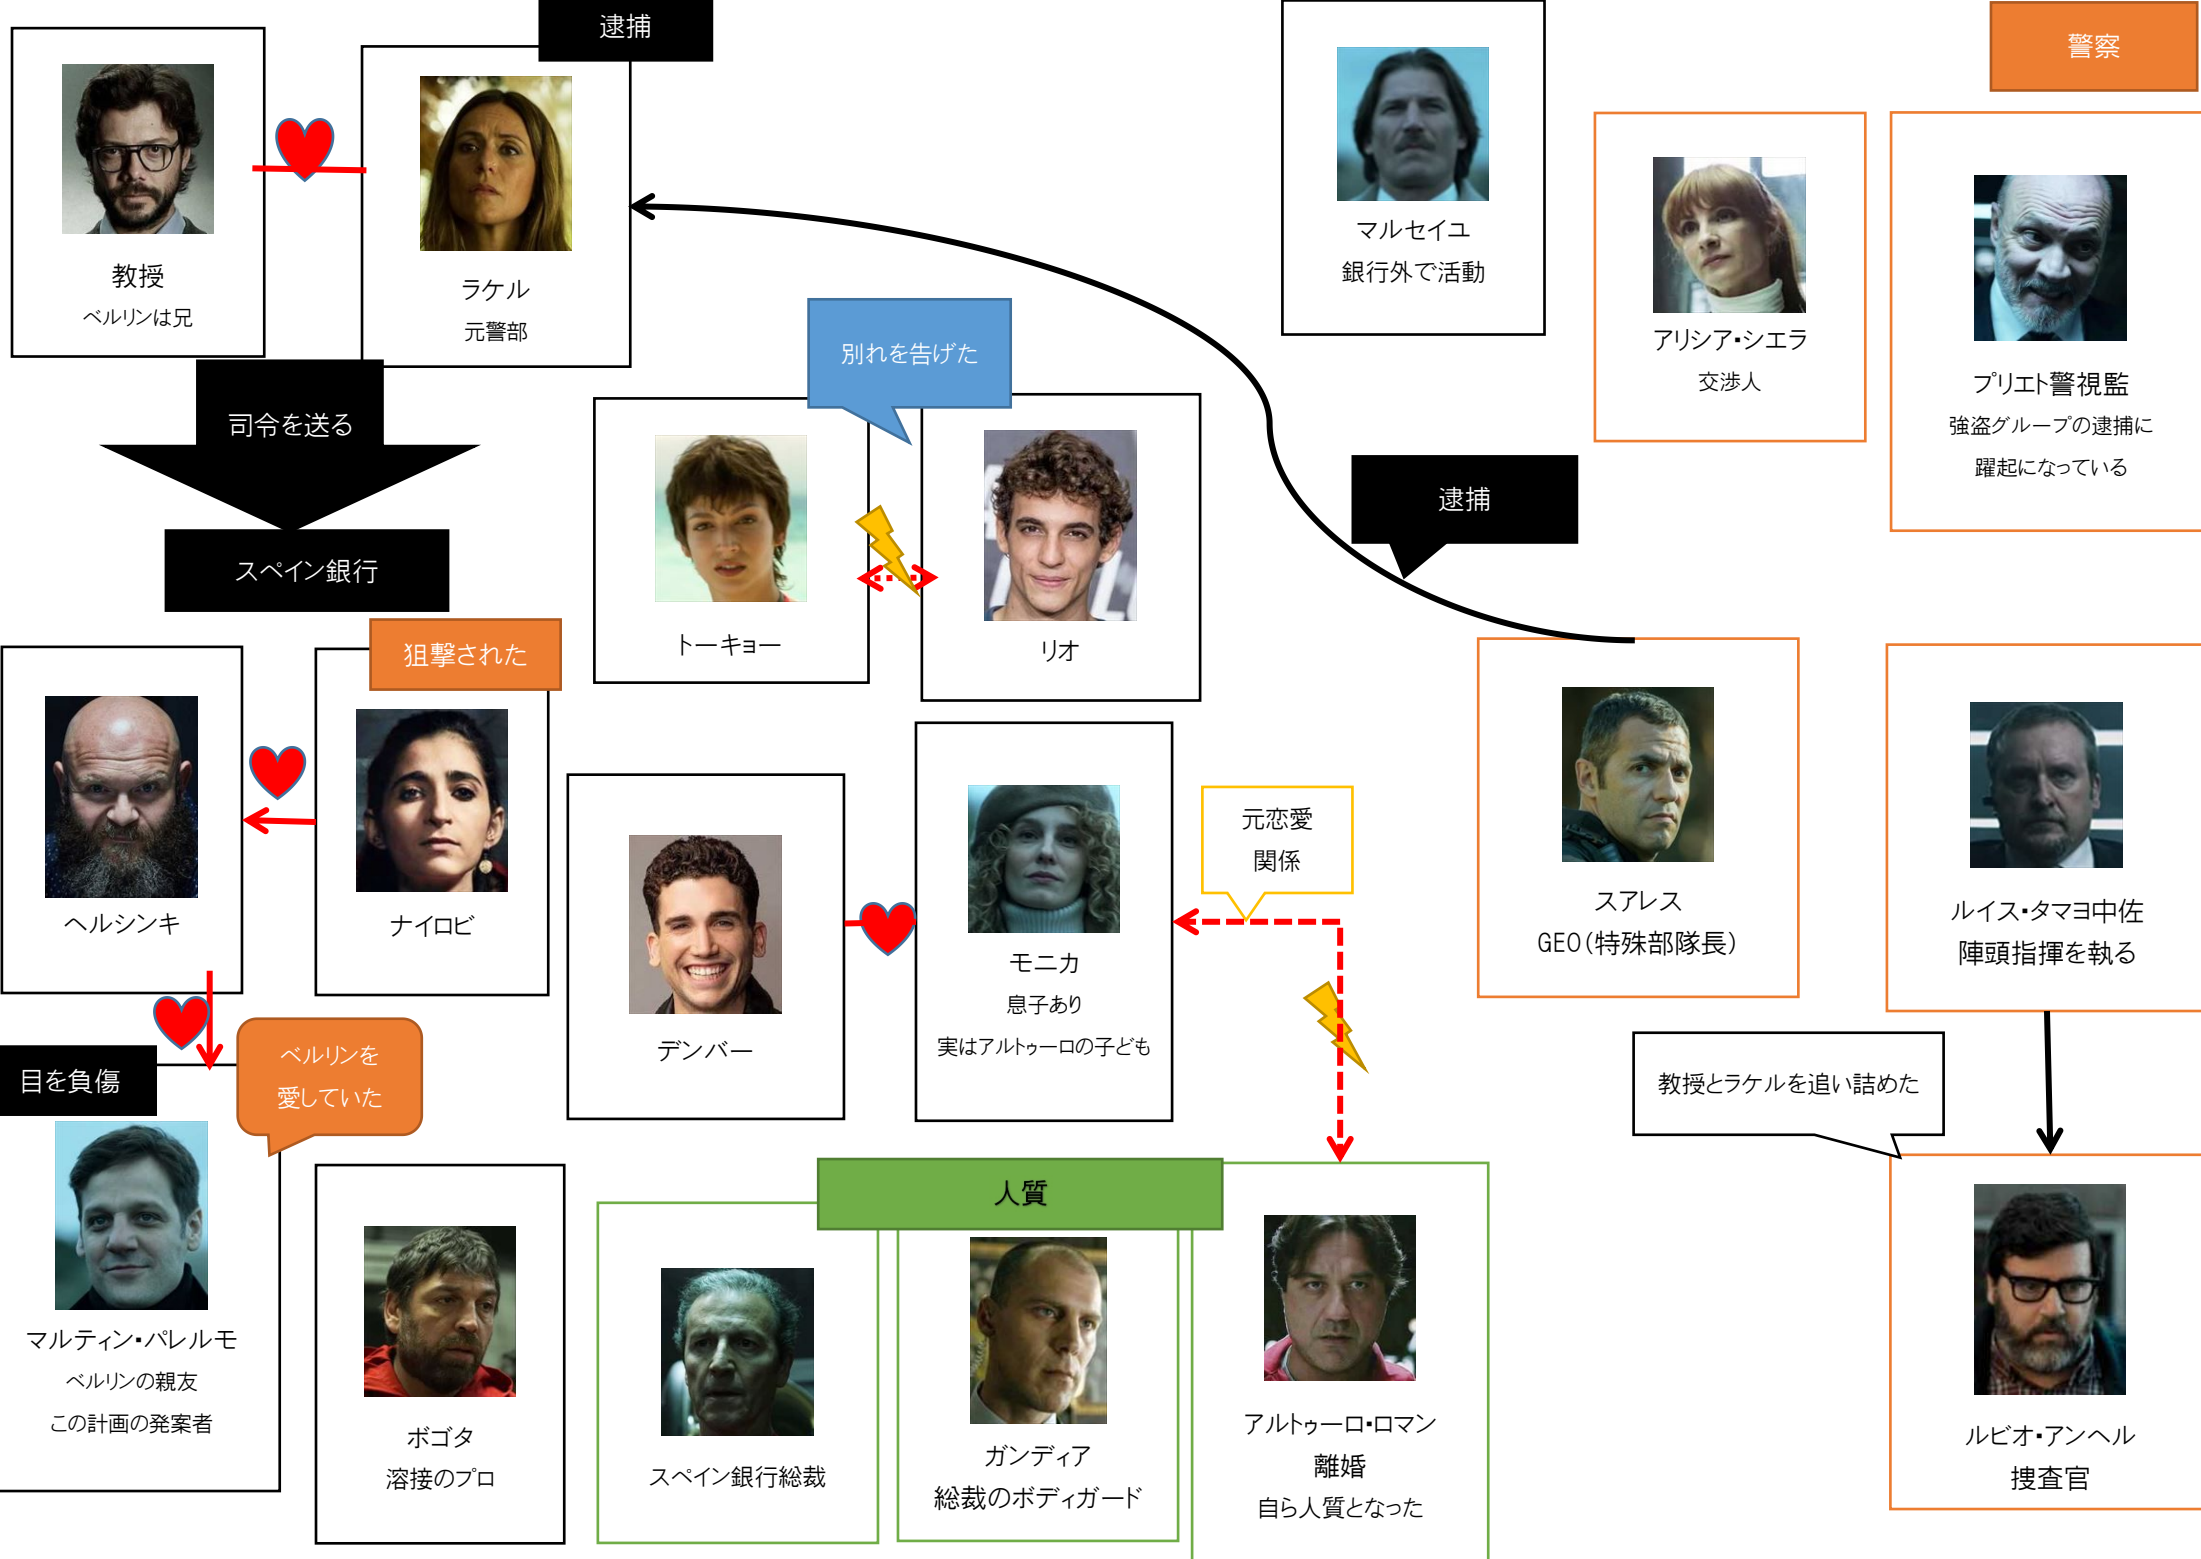 逮捕
警察
教授
ベルリンは兄
ラケル
元警部
マルセイユ
銀行外で活動
アリシア・シエラ
交渉人
プリエト警視監
強盗グループの逮捕に
躍起になっている
司令を送る
スペイン銀行
別れを告げた
トーキョー
リオ
逮捕
狙撃された
ヘルシンキ
ナイロビ
デンバー
モニカ
息子あり
実はアルトゥーロの子ども
元恋愛
関係
スアレス
GEO(特殊部隊長)
ルイス・タマヨ中佐
陣頭指揮を執る
目を負傷
ベルリンを
愛していた
マルティン・パレルモ
ベルリンの親友
この計画の発案者
ボゴタ
溶接のプロ
人質
スペイン銀行総裁
ガンディア
総裁のボディガード
アルトゥーロ・ロマン
離婚
自ら人質となった
教授とラケルを追い詰めた
ルビオ・アンヘル
捜査官